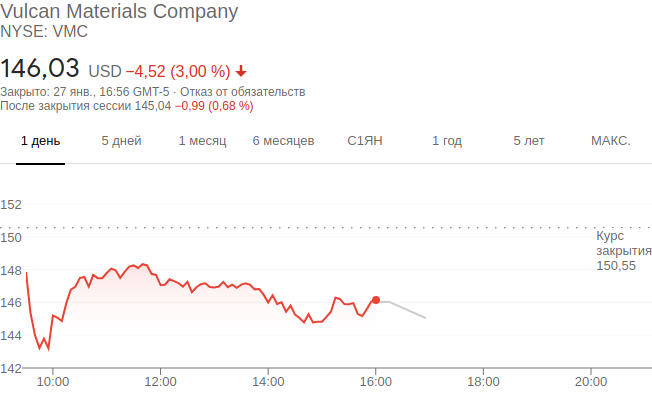 Vulcan Materials Company
NYSE: VMC
146,03 USD −4,52 (3,00 %)
Закрыто: 27 янв., 16:56 GMT-5 · Отказ от обязательств
После закрытия сессии 145,04 −0,99 (0,68 %)
1 день 5 дней 1 месяц 6 месяцев С1ЯН 1 год 5 лет МАКС.
152
150
148
146
144
142
Курс
закрытия
150,55
10:00 12:00 14:00 16:00 18:00 20:00